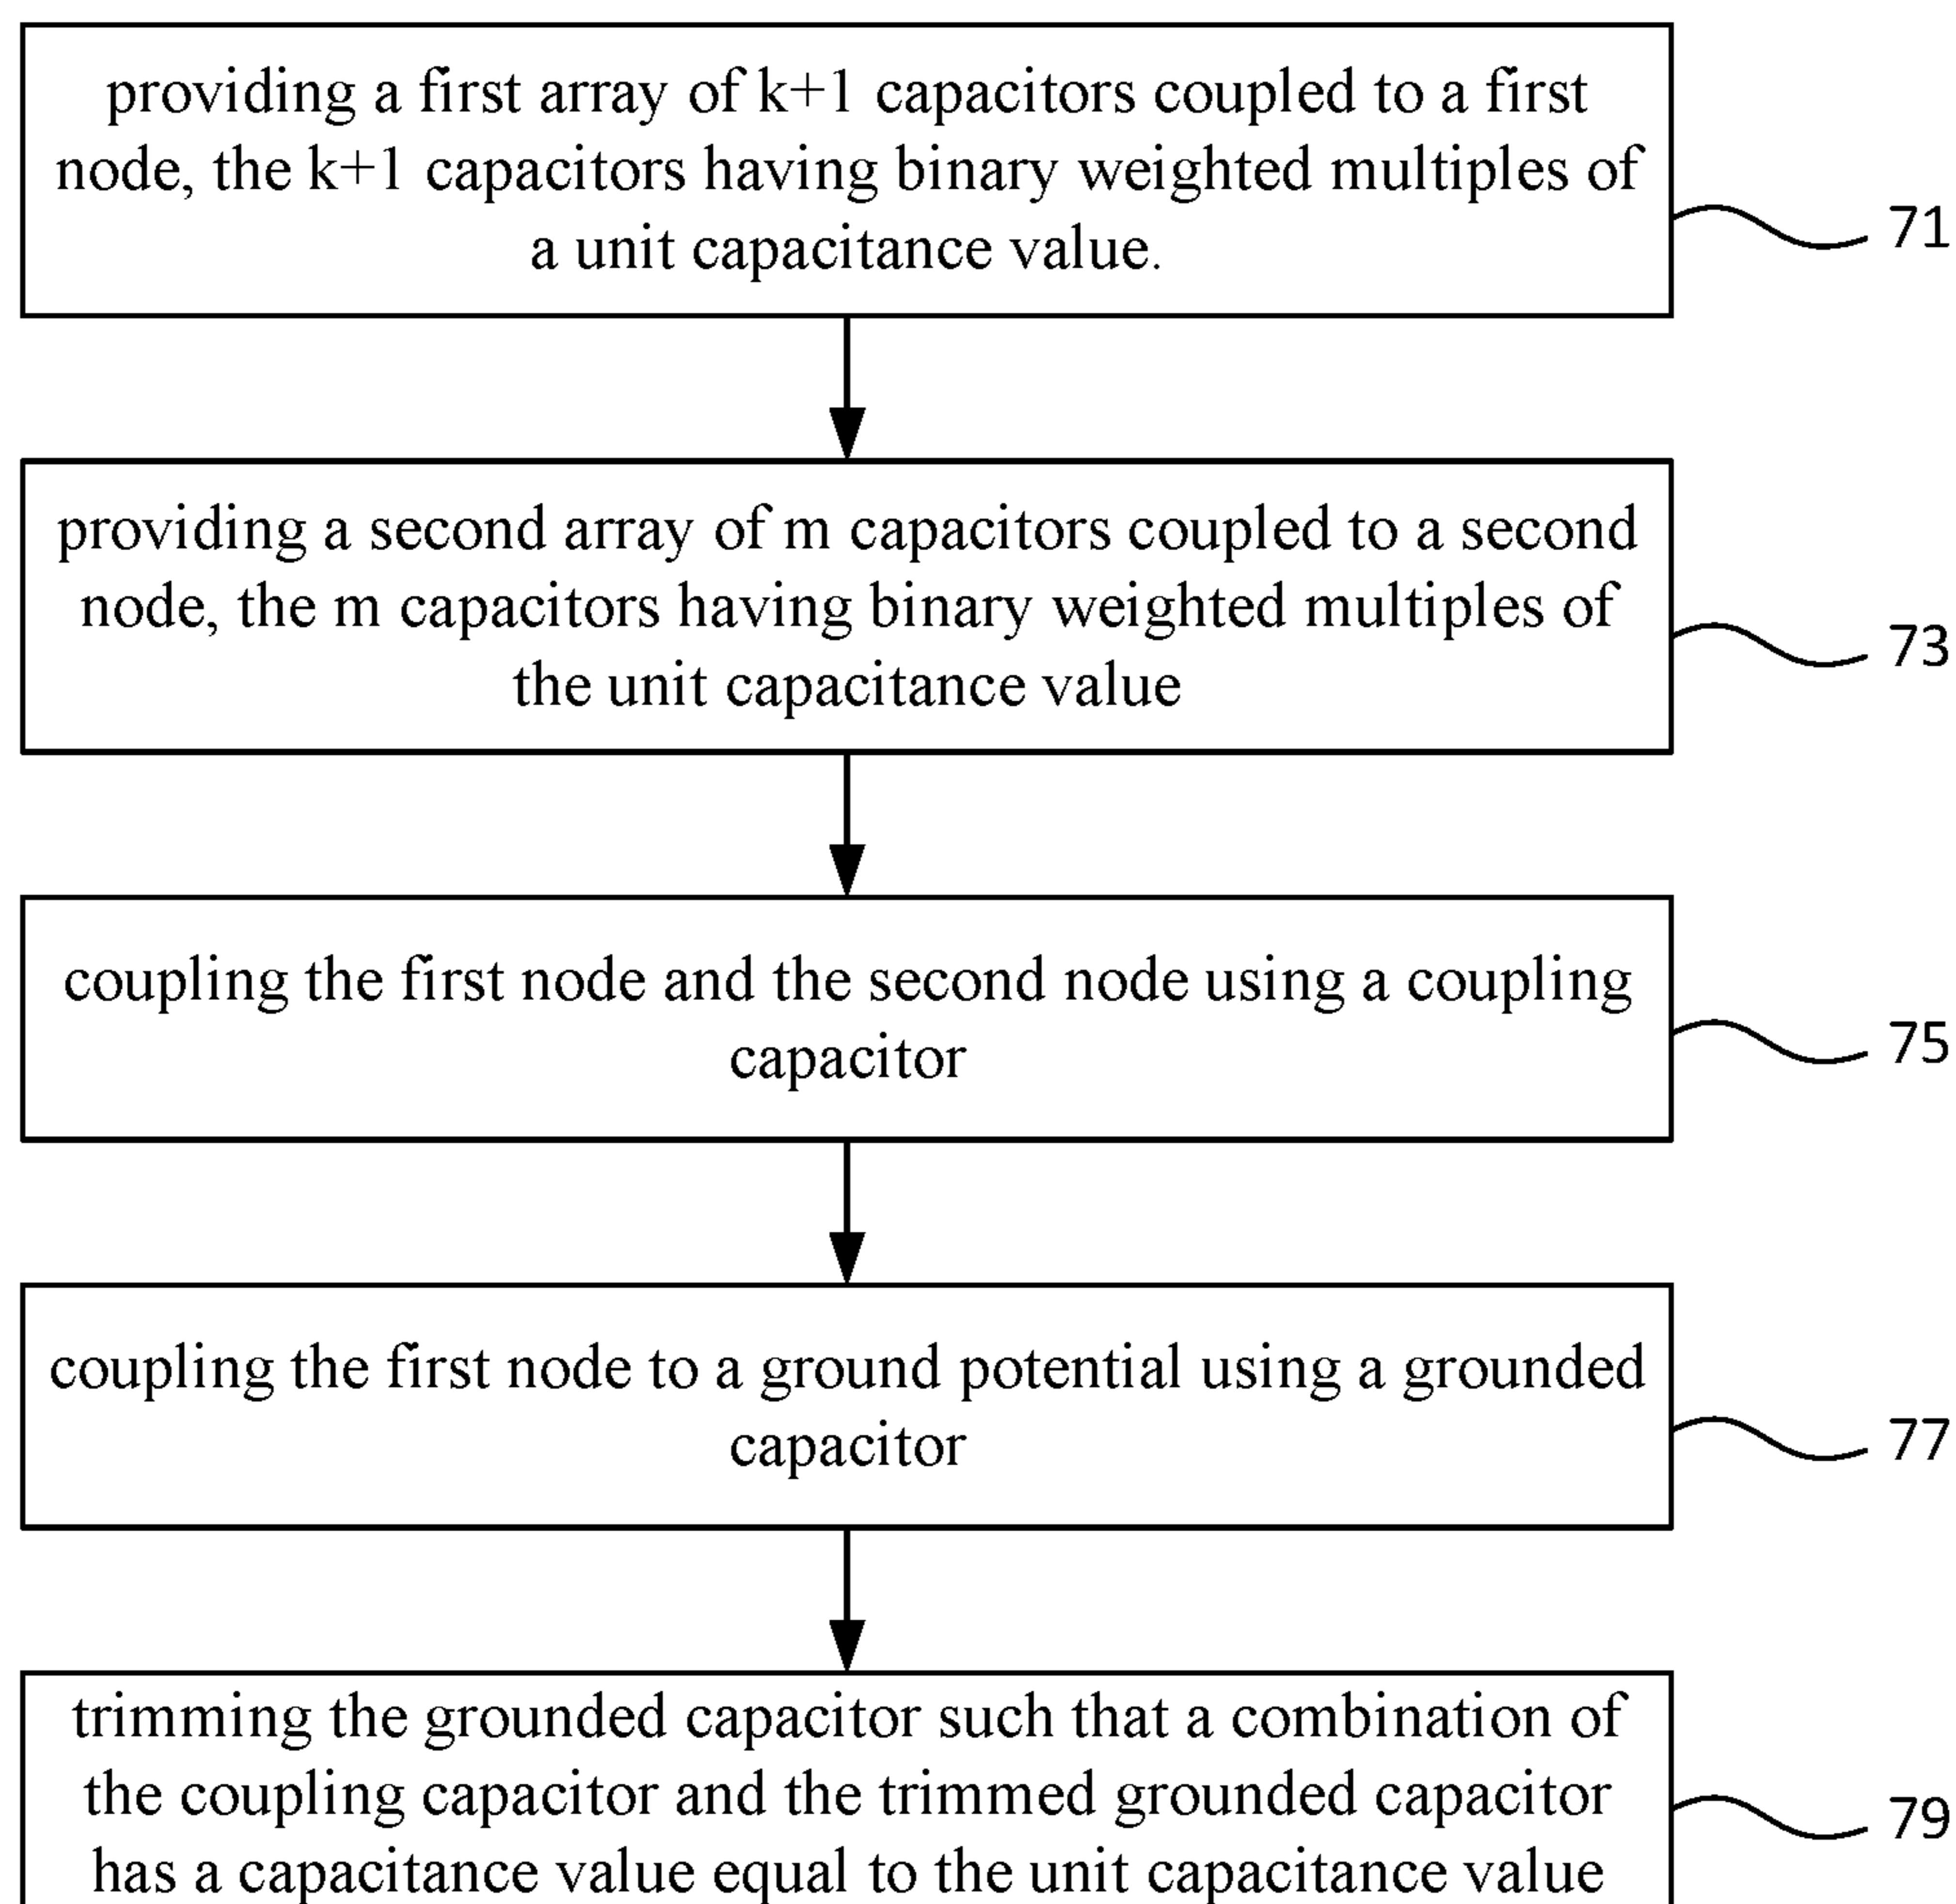 providing a first array of k+1 capacitors coupled to a first
node, the k+1 capacitors having binary weighted multiples of
a unit capacitance value.
71
providing a second array of m capacitors coupled to a second
node, the m capacitors having binary weighted multiples of
the unit capacitance value
73
coupling the first node and the second node using a coupling
capacitor
75
coupling the first node to a ground potential using a grounded
capacitor
77
trimming the grounded capacitor such that a combination of
the coupling capacitor and the trimmed grounded capacitor
has a capacitance value equal to the unit capacitance value
79